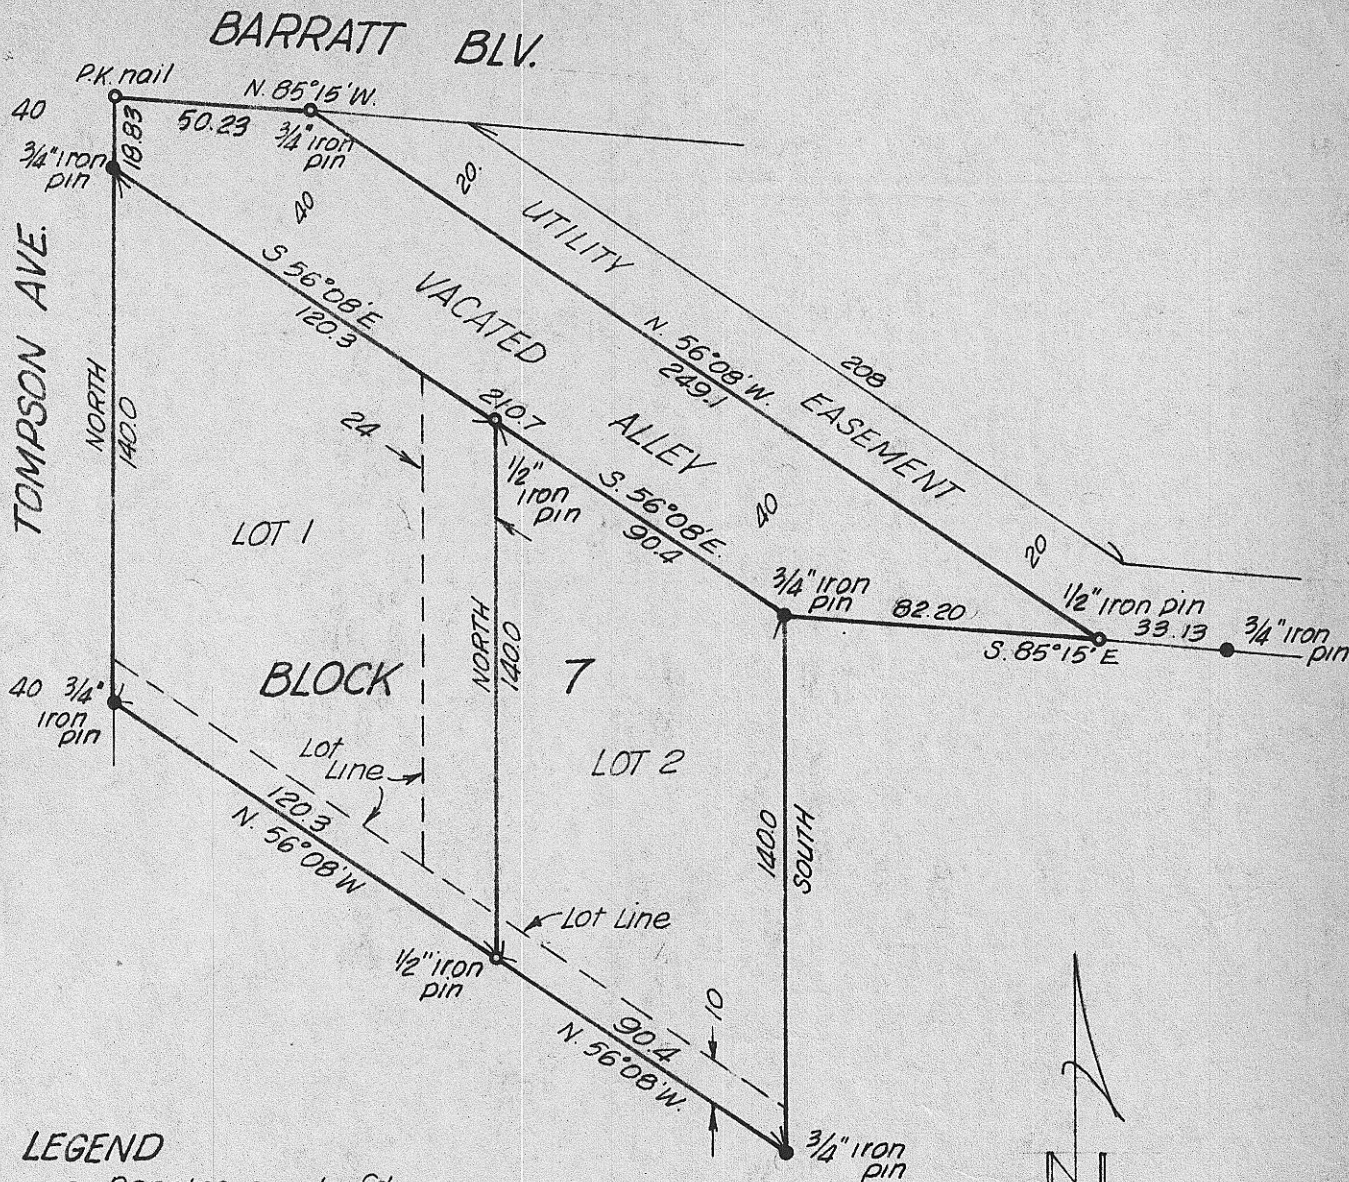 BARRATT BLV.
P.K. nail
N. 85°15'W.
40
50.23
18.83
3/4" iron
pin
3/4" iron
pin
20.
40
UTILITY
TOMPSON AVE.
S 56°08'E
120.3
VACATED
N. 56°08'W.
249.1
208
EASEMENT
NORTH
140.0
24
210.7
ALLEY
1/2"
iron
pin
S. 56°08'E.
90.4
40
20
LOT 1
3/4" iron
pin
82.20
1/2" iron pin
33.13
3/4" iron
pin
S. 85°15'E
NORTH
140.0
BLOCK 7
40
3/4"
iron
pin
Lot
Line
LOT 2
120.3
N. 56°08'W
140.0
SOUTH
Lot Line
1/2" iron
pin
10
90.4
N. 56°08'W.
3/4" iron
pin
N
LEGEND